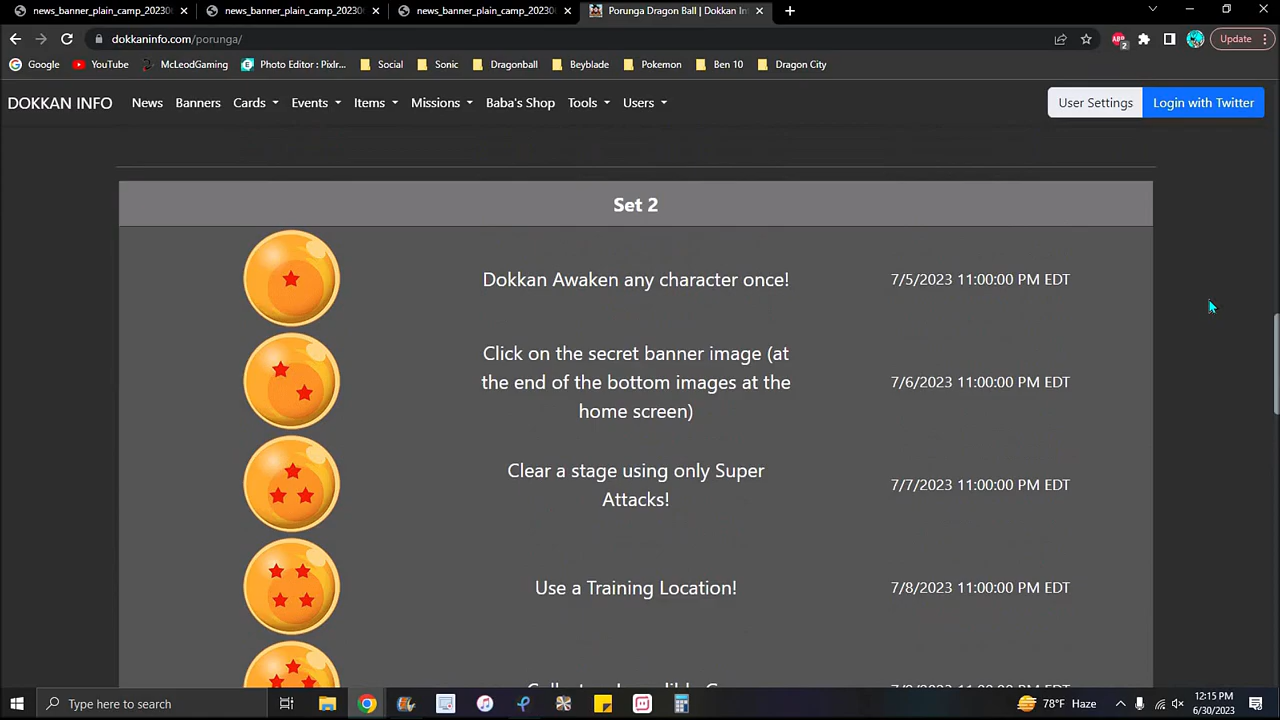 news_banner_plain_camp_202306
news_banner_plain_camp_202306
news_banner_plain_camp_202306
Porunga Dragon Ball | Dokkan In
dokkaninfo.com/porunga/
2
Update
Google
YouTube
McLeodGaming
Photo Editor : Pixlr...
Social
Sonic
Dragonball
Beyblade
Pokemon
Ben 10
Dragon City
DOKKAN INFO
News
Banners
Cards
Events
Items
Missions
Baba's Shop
Tools
Users
User Settings
Login with Twitter
Set 2
Dokkan Awaken any character once!
7/5/2023 11:00:00 PM EDT
Click on the secret banner image (at
the end of the bottom images at the
home screen)
7/6/2023 11:00:00 PM EDT
Clear a stage using only Super
Attacks!
7/7/2023 11:00:00 PM EDT
Use a Training Location!
7/8/2023 11:00:00 PM EDT
Type here to search
78°F Haze
12:15 PM
6/30/2023